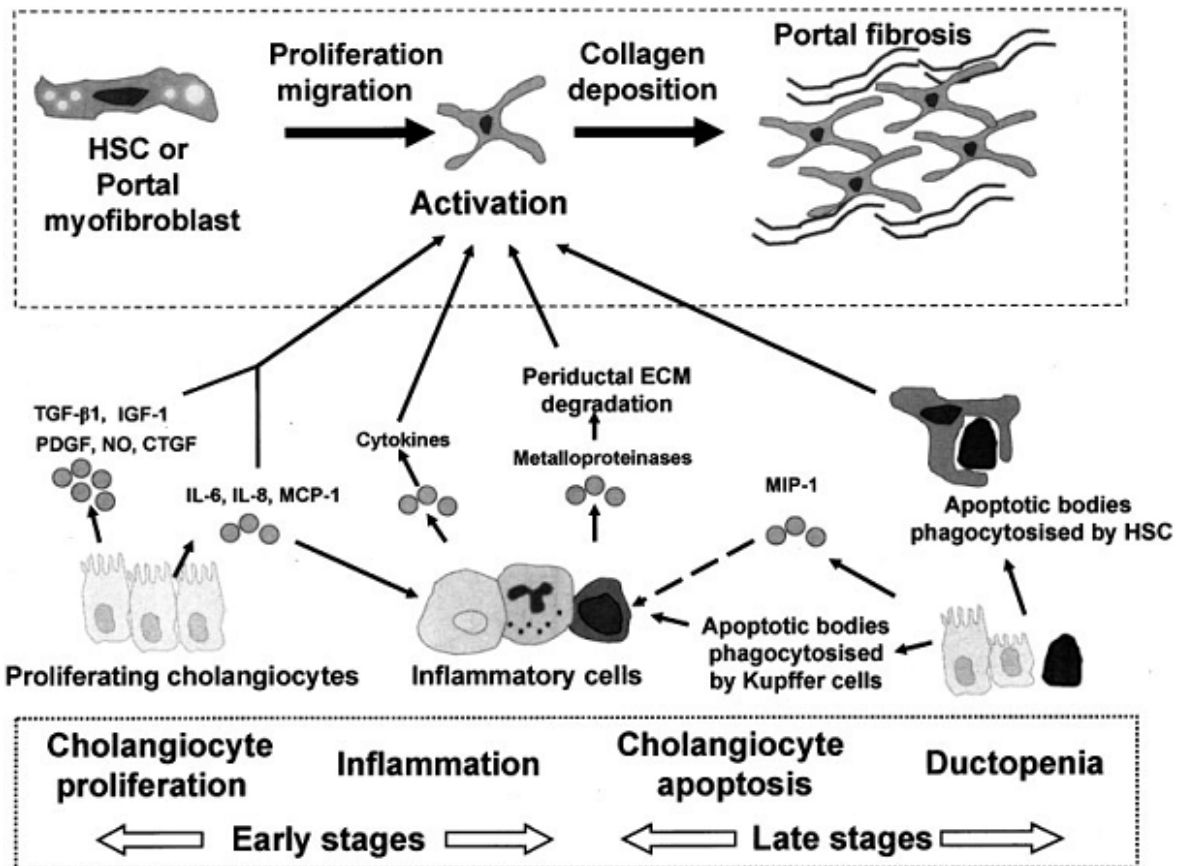 Proliferation
migration
Collagen
deposition
Portal fibrosis
HSC or
Portal
myofibroblast
Activation
TGF-β1, IGF-1
PDGF, NO, CTGF
IL-6, IL-8, MCP-1
Cytokines
Periductal ECM
degradation
Metalloproteinases
MIP-1
Apoptotic bodies
phagocytosised by HSC
Proliferating cholangiocytes
Inflammatory cells
Apoptotic bodies
phagocytosised
by Kupffer cells
Cholangiocyte
proliferation
Inflammation
Cholangiocyte
apoptosis
Ductopenia
Early stages
Late stages